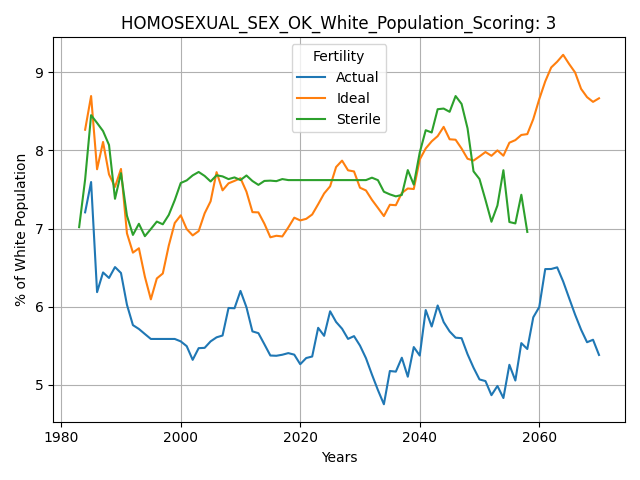 HOMOSEXUAL_SEX_OK_White_Population_Scoring: 3
Fertility
Actual
Ideal
Sterile
% of White Population
9
8
7
6
5
1980 2000 2020 2040 2060
Years